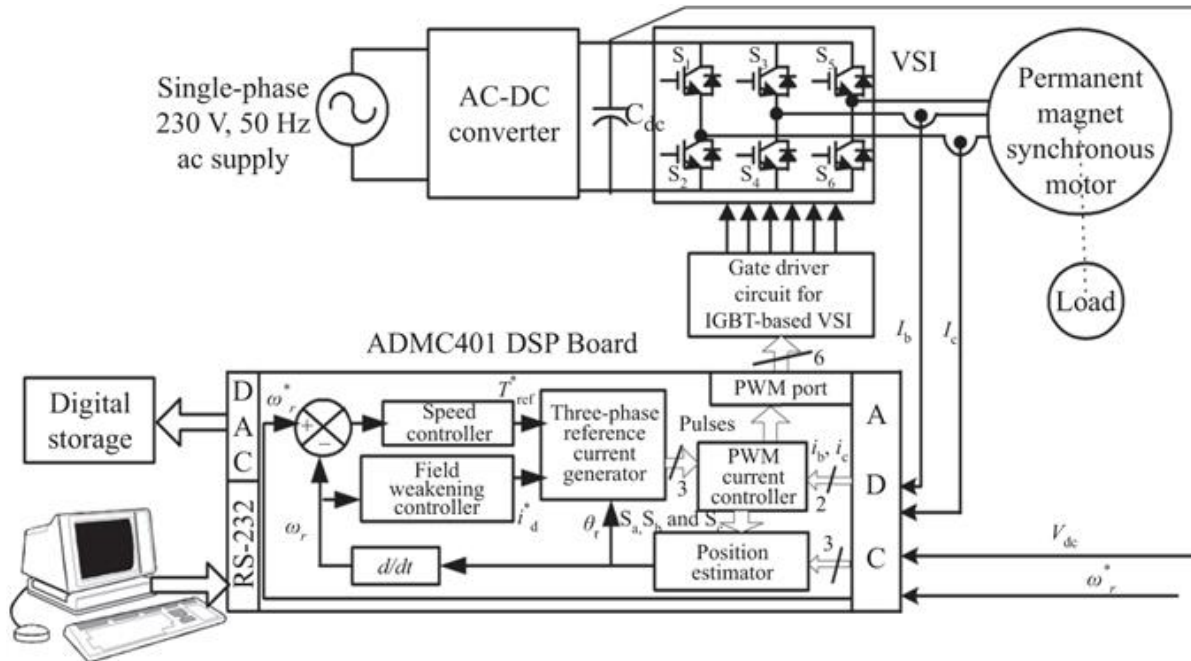 Single-phase
230 V, 50 Hz
ac supply
AC-DC
converter
C_dc
S_1
S_3
S_5
S_2
S_4
S_6
VSI
Permanent
magnet
synchronous
motor
Load
I_b
I_c
Gate driver
circuit for
IGBT-based VSI
6
ADMC401 DSP Board
PWM port
Digital
storage
D
A
C
RS-232
ω*_r
+
−
Speed
controller
T*_ref
Three-phase
reference
current
generator
Pulses
3
PWM
current
controller
i_b, i_c
2
Field
weakening
controller
i*_d
ω_r
θ_r
S_a, S_b and S_c
d/dt
Position
estimator
3
A
D
C
V_dc
ω*_r